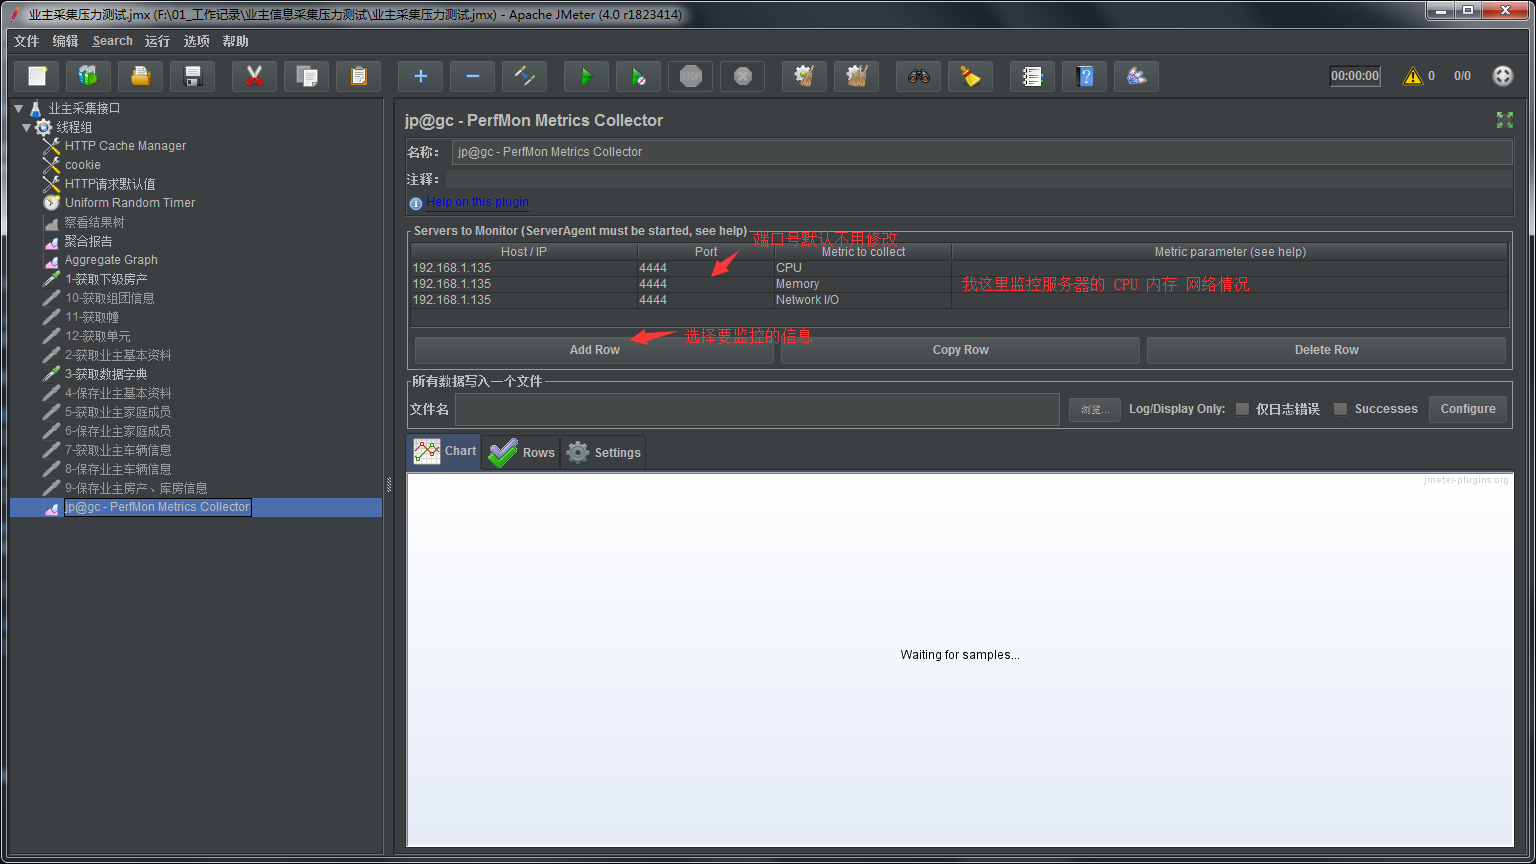 业主采集压力测试.jmx (F:\01_工作记录\业主信息采集压力测试\业主采集压力测试.jmx) - Apache JMeter (4.0 r1823414)
文件 编辑 Search 运行 选项 帮助
STOP
00:00:00
0
0/0
业主采集接口
线程组
HTTP Cache Manager
cookie
HTTP请求默认值
Uniform Random Timer
察看结果树
聚合报告
Aggregate Graph
1-获取下级房产
10-获取组团信息
11-获取幢
12-获取单元
2-获取业主基本资料
3-获取数据字典
4-保存业主基本资料
5-获取业主家庭成员
6-保存业主家庭成员
7-获取业主车辆信息
8-保存业主车辆信息
9-保存业主房产、库房信息
jp@gc - PerfMon Metrics Collector
jp@gc - PerfMon Metrics Collector
名称: jp@gc - PerfMon Metrics Collector
注释:
Help on this plugin
Servers to Monitor (ServerAgent must be started, see help)
端口号默认不用修改
Host / IP Port Metric to collect Metric parameter (see help)
192.168.1.135 4444 CPU
192.168.1.135 4444 Memory
我这里监控服务器的 CPU 内存 网络情况
192.168.1.135 4444 Network I/O
选择要监控的信息
Add Row Copy Row Delete Row
所有数据写入一个文件
文件名 浏览... Log/Display Only: 仅日志错误 Successes Configure
Chart Rows Settings
jmeter-plugins.org
Waiting for samples...